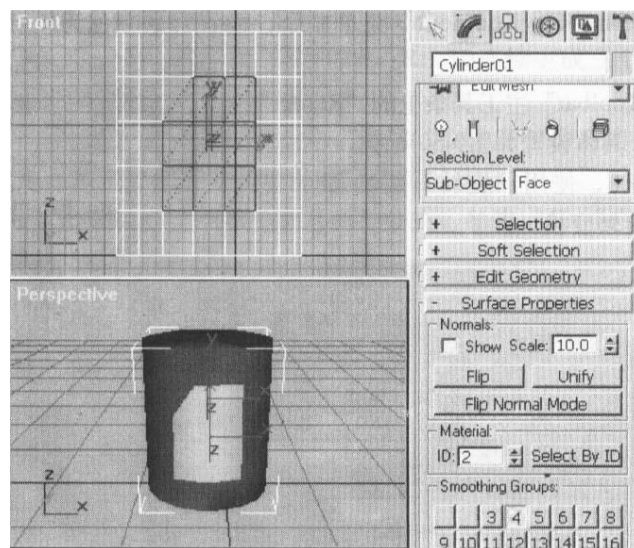 Front
Cylinder01
Edit Mesh
Selection Level:
Sub-Object Face
+ Selection
+ Soft Selection
+ Edit Geometry
- Surface Properties
Normals:
Show Scale: 10.0
Flip Unify
Flip Normal Mode
Material:
ID: 2 Select By ID
Smoothing Groups:
3 4 5 6 7 8
9 10 11 12 13 14 15 16
z
x
y
Perspective
y
z
z
z
x